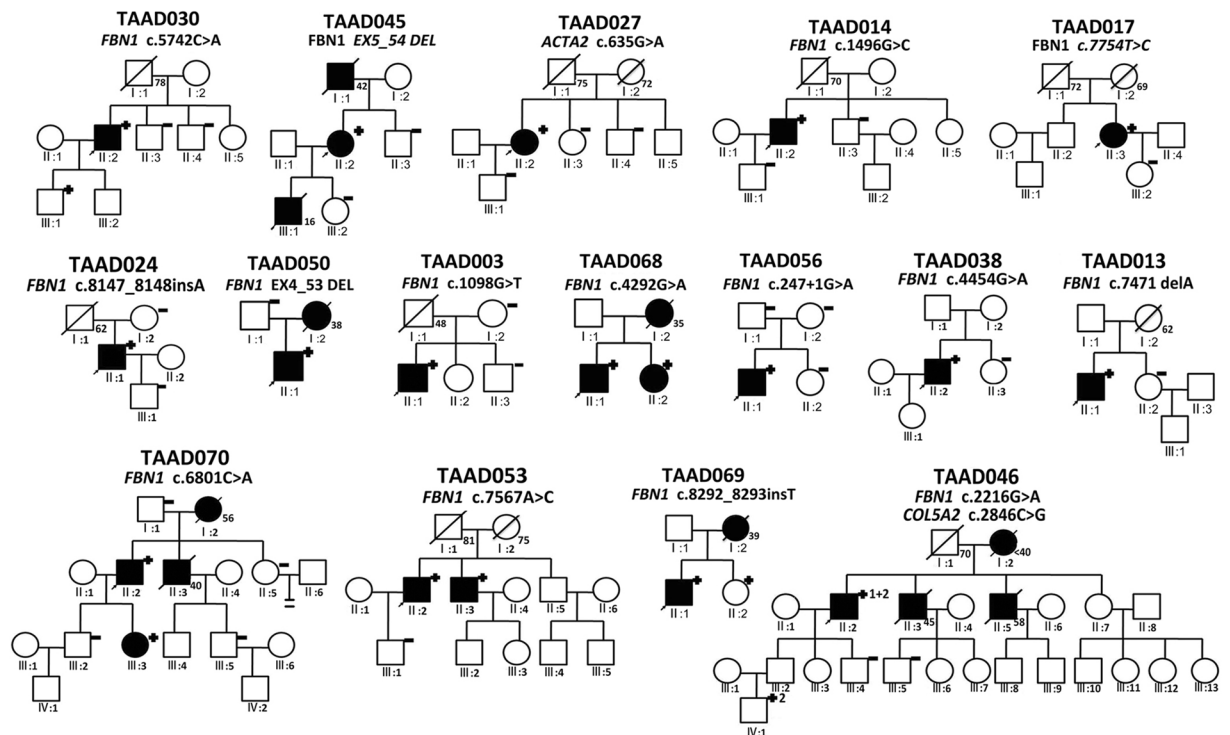 TAAD030 TAAD045 TAAD027 TAAD014 TAAD017
FBN1 c.5742C>A FBN1 EX5_54 DEL ACTA2 c.635G>A FBN1 c.1496G>C FBN1 c.7754T>C
78 42 75 72 70 72 69
I:1 I:2 I:1 I:2 I:1 I:2 I:1 I:2 I:1 I:2
+ - - + - + - - + - + 
II:1 II:2 II:3 II:4 II:5 II:1 II:2 II:3 II:1 II:2 II:3 II:4 II:5 II:1 II:2 II:3 II:4 II:5 II:1 II:2 II:3 II:4
+ 16 - - - -
III:1 III:2 III:1 III:2 III:1 III:1 III:2 III:1 III:2
TAAD024 TAAD050 TAAD003 TAAD068 TAAD056 TAAD038 TAAD013
FBN1 c.8147_8148insA FBN1 EX4_53 DEL FBN1 c.1098G>T FBN1 c.4292G>A FBN1 c.247+1G>A FBN1 c.4454G>A FBN1 c.7471 delA
62 - - 38 48 - 35 - - 62
I:1 I:2 I:1 I:2 I:1 I:2 I:1 I:2 I:1 I:2 I:1 I:2 I:1 I:2
+ + + - + + + - + - + -
II:1 II:2 II:1 II:1 II:2 II:3 II:1 II:2 II:1 II:2 II:1 II:2 II:3 II:1 II:2 II:3
-
III:1 III:1 III:1
TAAD070 TAAD053 TAAD069 TAAD046
FBN1 c.6801C>A FBN1 c.7567A>C FBN1 c.8292_8293insT FBN1 c.2216G>A
COL5A2 c.2846C>G
- 56 81 75 39 70 <40
I:1 I:2 I:1 I:2 I:1 I:2 I:1 I:2
+ 40 - + + + + +1+2 45 58
II:1 II:2 II:3 II:4 II:5 II:6 II:1 II:2 II:3 II:4 II:5 II:6 II:1 II:2 II:1 II:2 II:3 II:4 II:5 II:6 II:7 II:8
- + - - - -
III:1 III:2 III:3 III:4 III:5 III:6 III:1 III:2 III:3 III:4 III:5 III:1 III:2 III:3 III:4 III:5 III:6 III:7 III:8 III:9 III:10 III:11 III:12 III:13
+2
IV:1 IV:2 IV:1